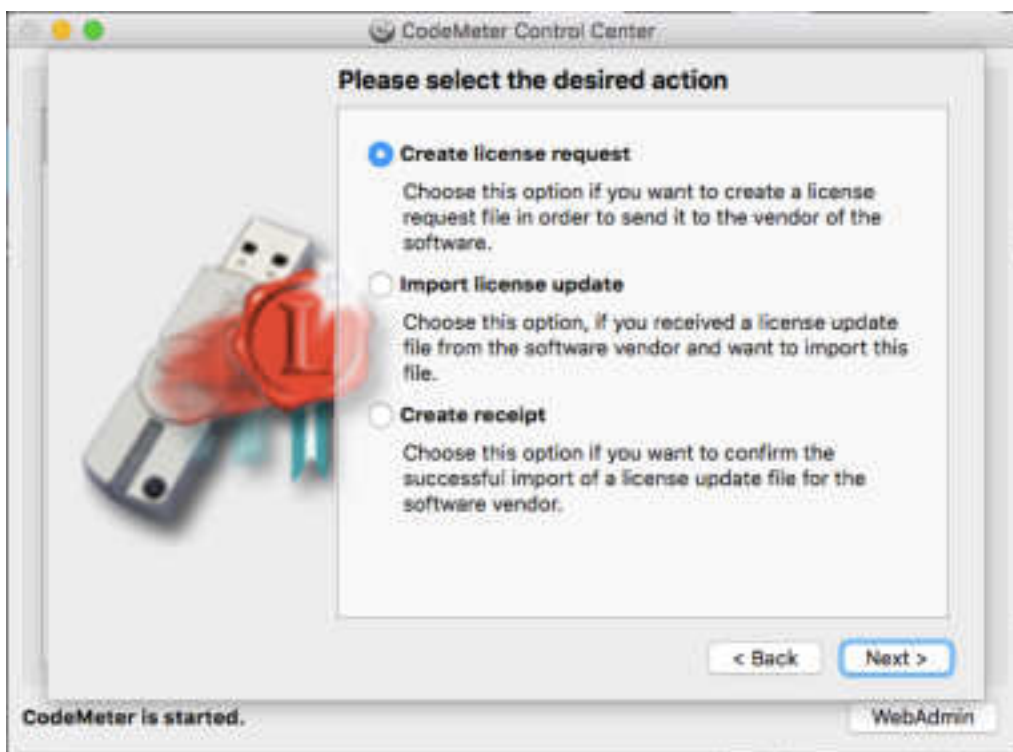 CodeMeter Control Center
Please select the desired action
Create license request
Choose this option if you want to create a license
request file in order to send it to the vendor of the
software.
Import license update
Choose this option, if you received a license update
file from the software vendor and want to import this
file.
Create receipt
Choose this option if you want to confirm the
successful import of a license update file for the
software vendor.
L
< Back
Next >
CodeMeter is started.
WebAdmin